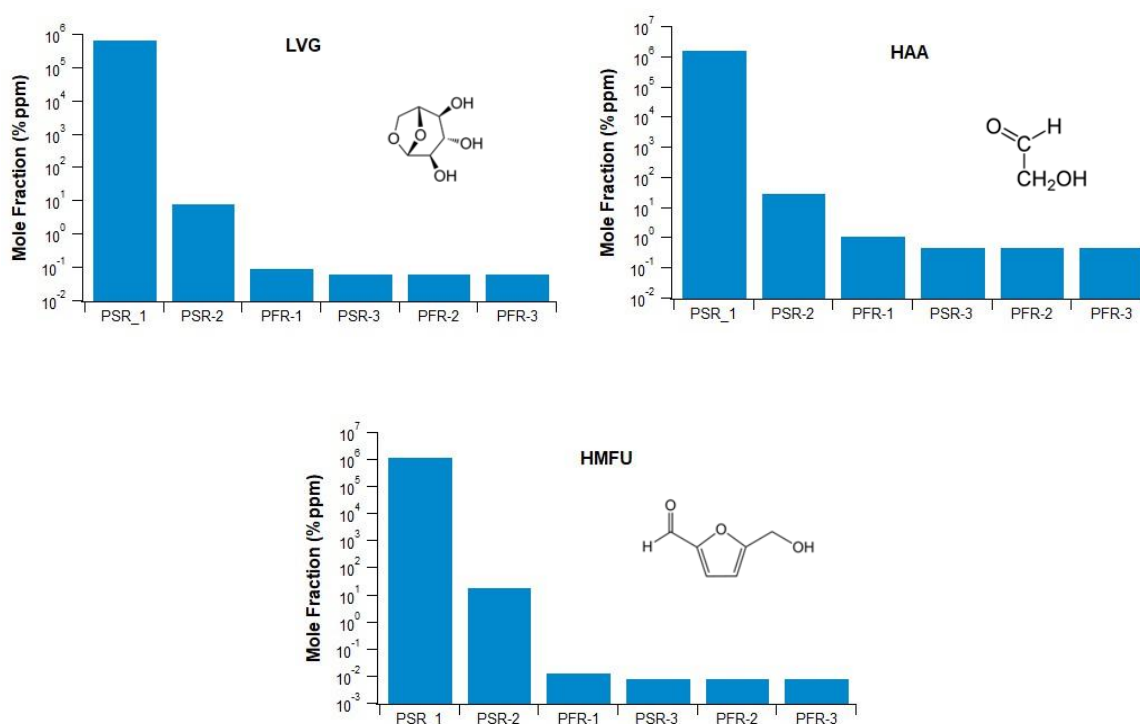 LVG
Mole Fraction (%ppm)
10^6
10^5
10^4
10^3
10^2
10^1
10^0
10^-1
10^-2
PSR_1 PSR-2 PFR-1 PSR-3 PFR-2 PFR-3
OH
O
O
OH
OH
HAA
Mole Fraction (%ppm)
10^7
10^6
10^5
10^4
10^3
10^2
10^1
10^0
10^-1
10^-2
PSR_1 PSR-2 PFR-1 PSR-3 PFR-2 PFR-3
O H
C
CH₂OH
HMFU
Mole Fraction (%ppm)
10^7
10^6
10^5
10^4
10^3
10^2
10^1
10^0
10^-1
10^-2
10^-3
PSR_1 PSR-2 PFR-1 PSR-3 PFR-2 PFR-3
O
O
H
OH